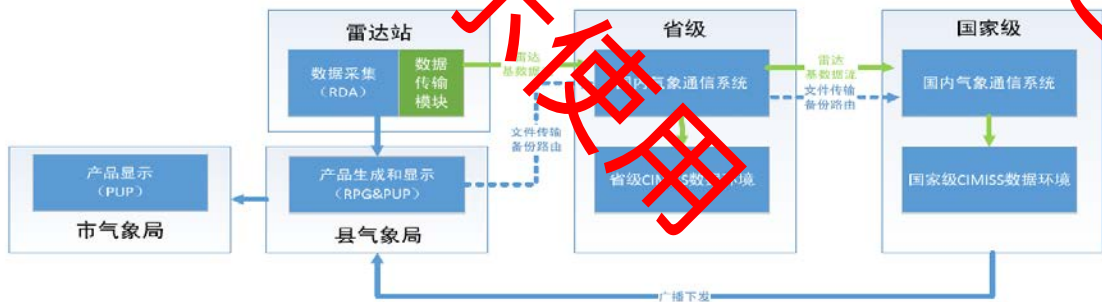 雷达站
数据采集
（RDA）
数据
传输
模块
雷达
基数据
省级
国内气象通信系统
省级CIMISS数据环境
雷达
基数据流
文件传输
备份路由
国家级
国内气象通信系统
国家级CIMISS数据环境
文件传输
备份路由
产品显示
（PUP）
市气象局
产品生成和显示
（RPG&PUP）
县气象局
广播下发
使用